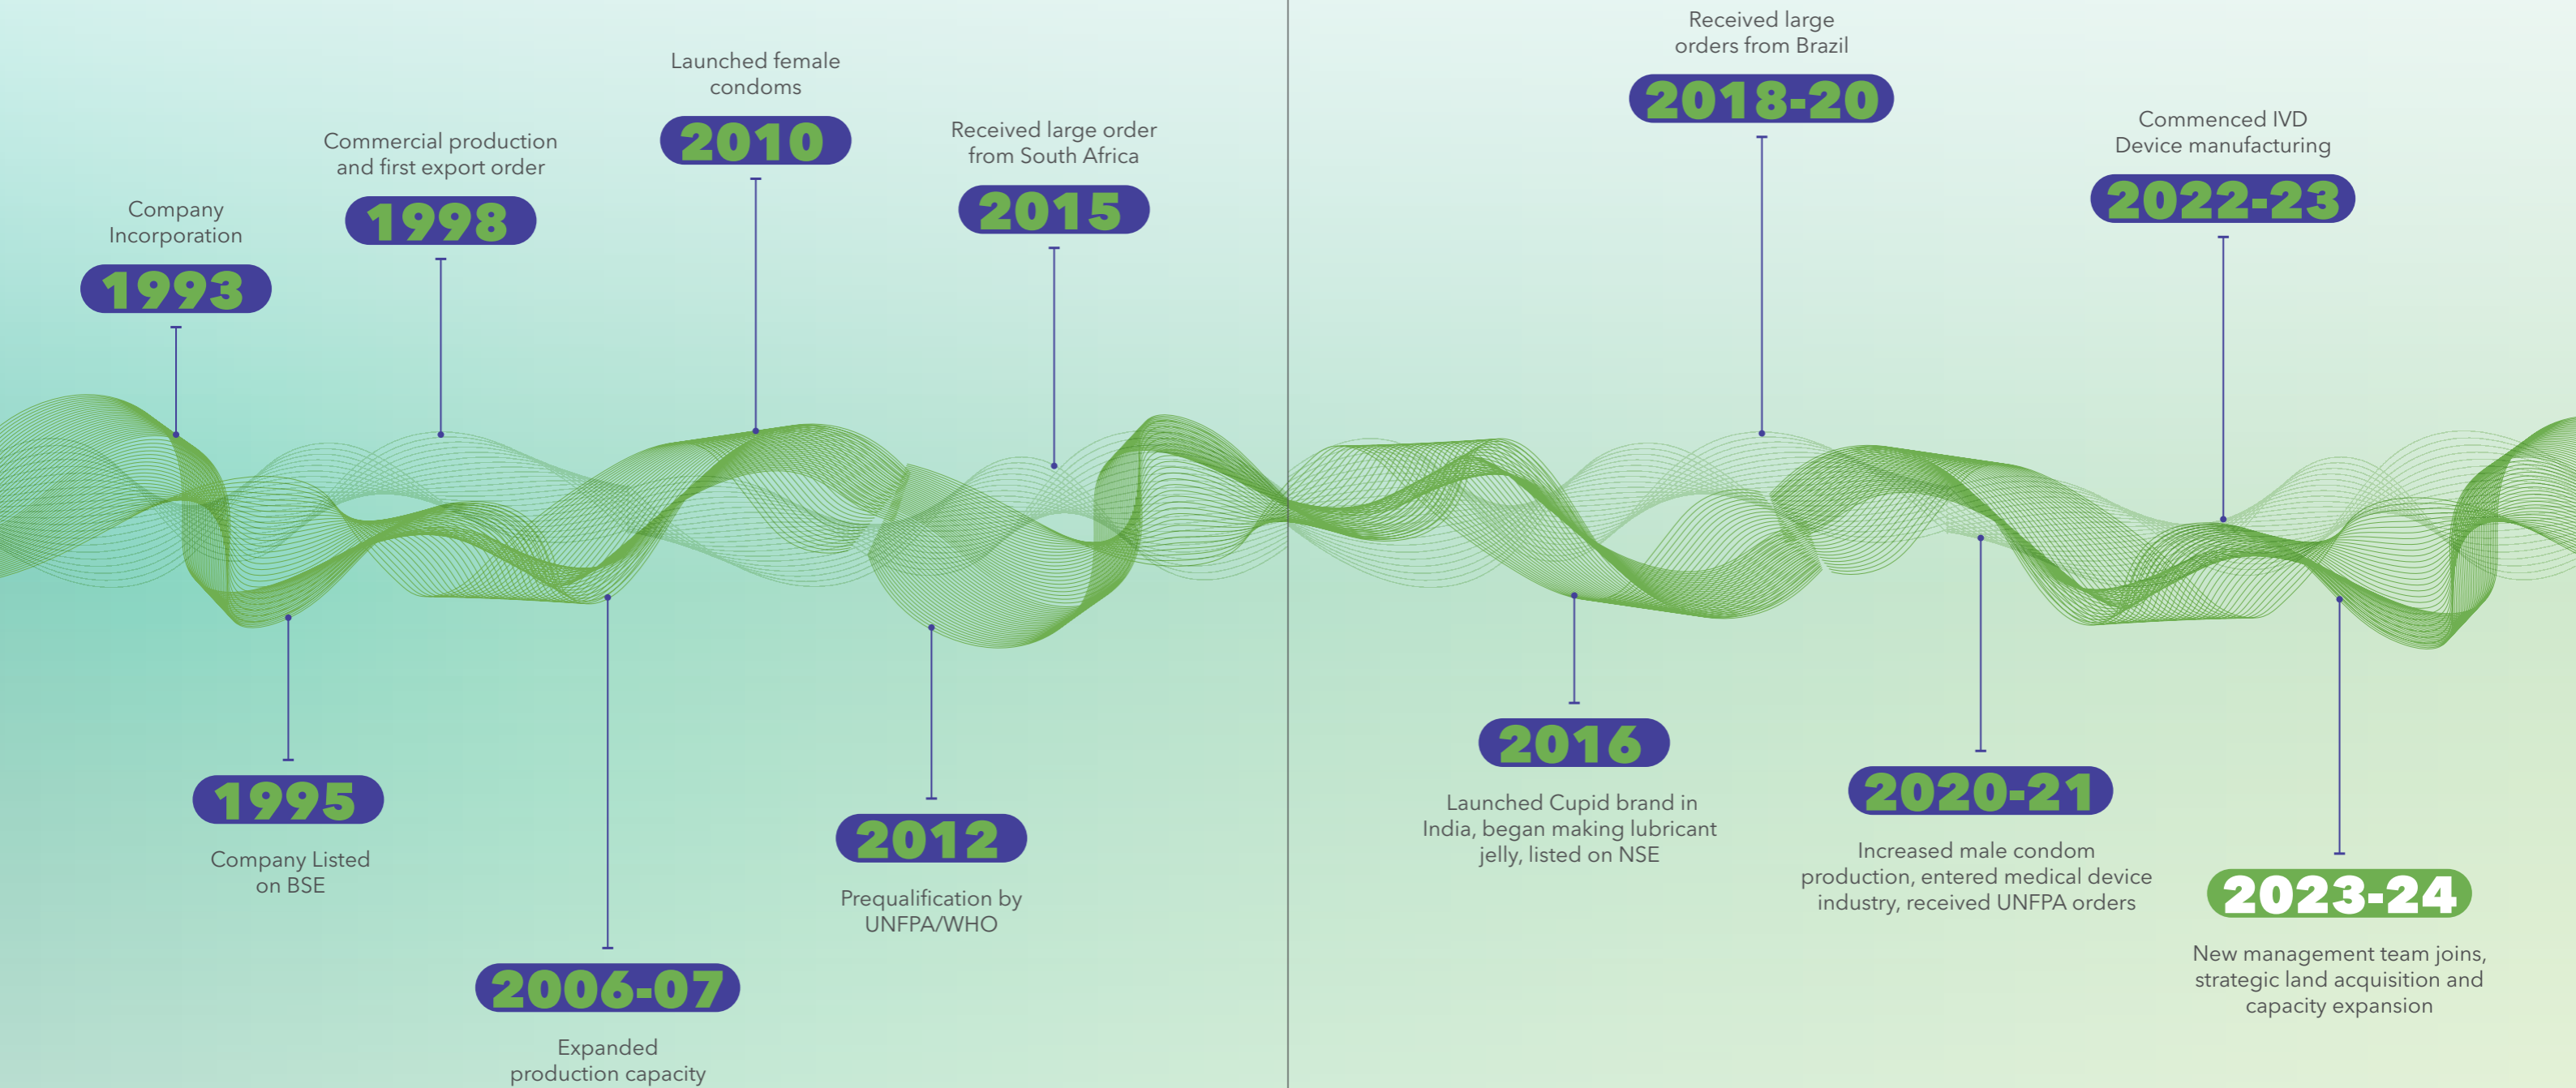 Company
Incorporation
1993
1995
Company Listed
on BSE
Commercial production
and first export order
1998
2006-07
Expanded
production capacity
Launched female
condoms
2010
2012
Prequalification by
UNFPA/WHO
Received large order
from South Africa
2015
2016
Launched Cupid brand in
India, began making lubricant
jelly, listed on NSE
Received large
orders from Brazil
2018-20
2020-21
Increased male condom
production, entered medical device
industry, received UNFPA orders
Commenced IVD
Device manufacturing
2022-23
2023-24
New management team joins,
strategic land acquisition and
capacity expansion